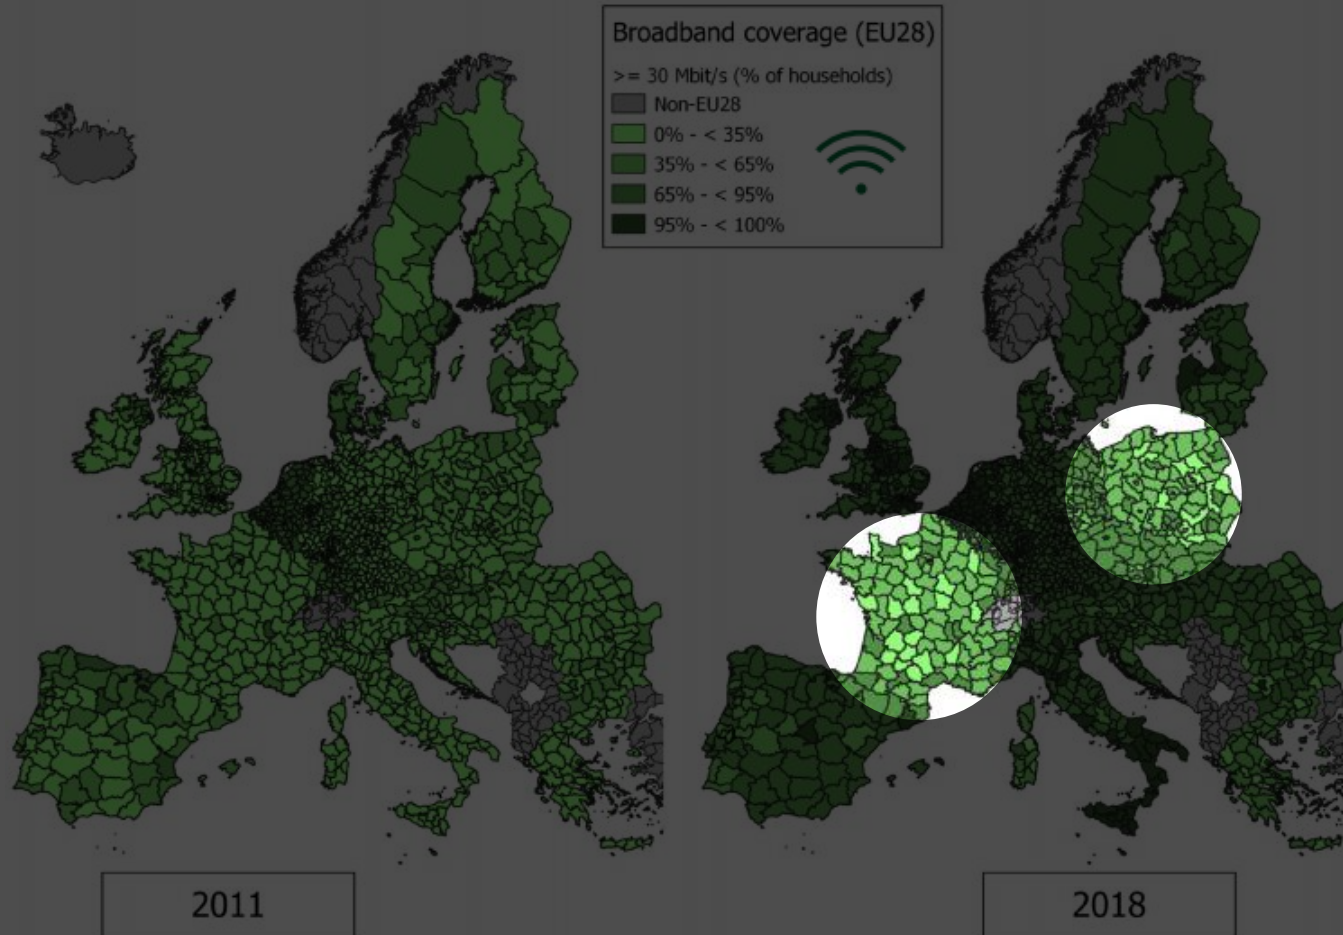 Broadband coverage (EU28)
>= 30 Mbit/s (% of households)
Non-EU28
0% - < 35%
35% - < 65%
65% - < 95%
95% - < 100%
2011
2018